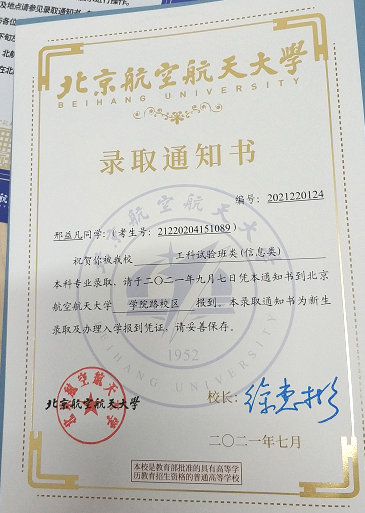 北京航空航天大學
BEIHANG UNIVERSITY
录取通知书
编号：2021220124
邢益凡同学：(考生号：21220204151089)
祝贺你被我校 工科试验班类(信息类)
本科专业录取。请于二〇二一年九月七日凭本通知书到北京
航空航天大学 学院路校区 报到。本录取通知书为新生
录取及办理入学报到凭证，请妥善保存。
1952
北京航空航天大學
校长：徐惠彬
二〇二一年七月
本校是教育部批准的具有高等学
历教育招生资格的普通高等学校